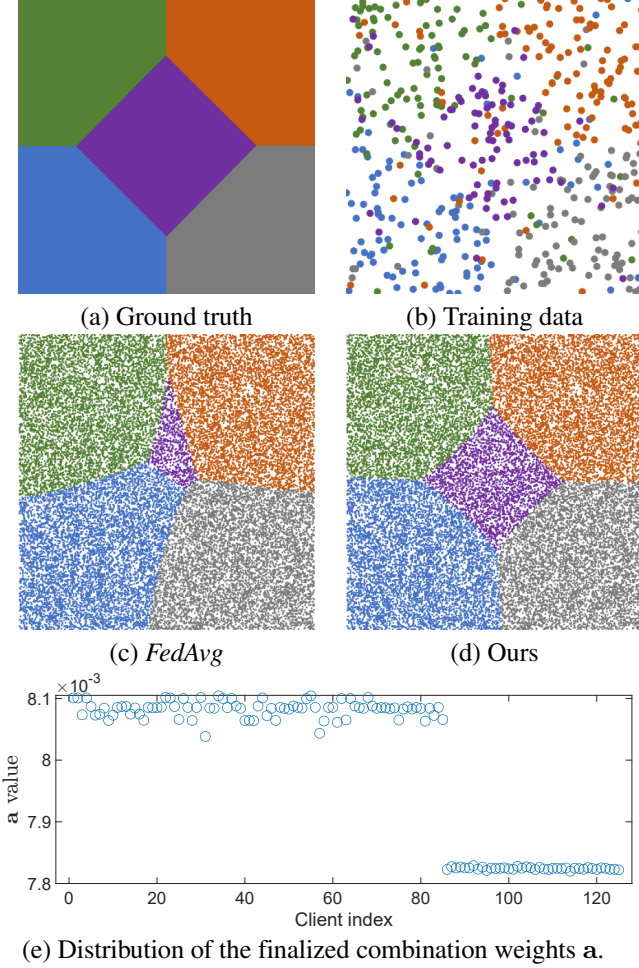 (a) Ground truth
(b) Training data
(c) FedAvg
(d) Ours
×10⁻³
8.1
8
7.9
7.8
a value
0 20 40 60 80 100 120
Client index
(e) Distribution of the finalized combination weights a.